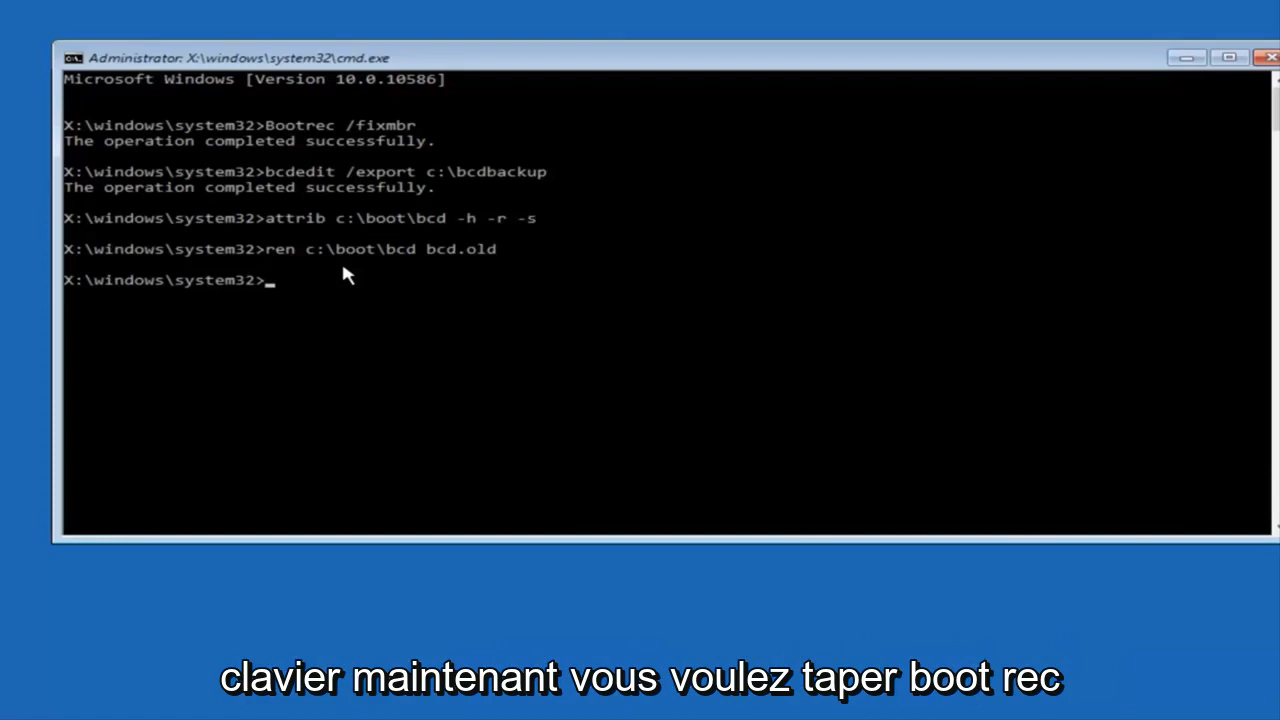 Administrator: X:\windows\system32\cmd.exe
Microsoft Windows [Version 10.0.10586]
X:\windows\system32>Bootrec /fixmbr
The operation completed successfully.
X:\windows\system32>bcdedit /export c:\bcdbackup
The operation completed successfully.
X:\windows\system32>attrib c:\boot\bcd -h -r -s
X:\windows\system32>ren c:\boot\bcd bcd.old
X:\windows\system32>_
clavier maintenant vous voulez taper boot rec